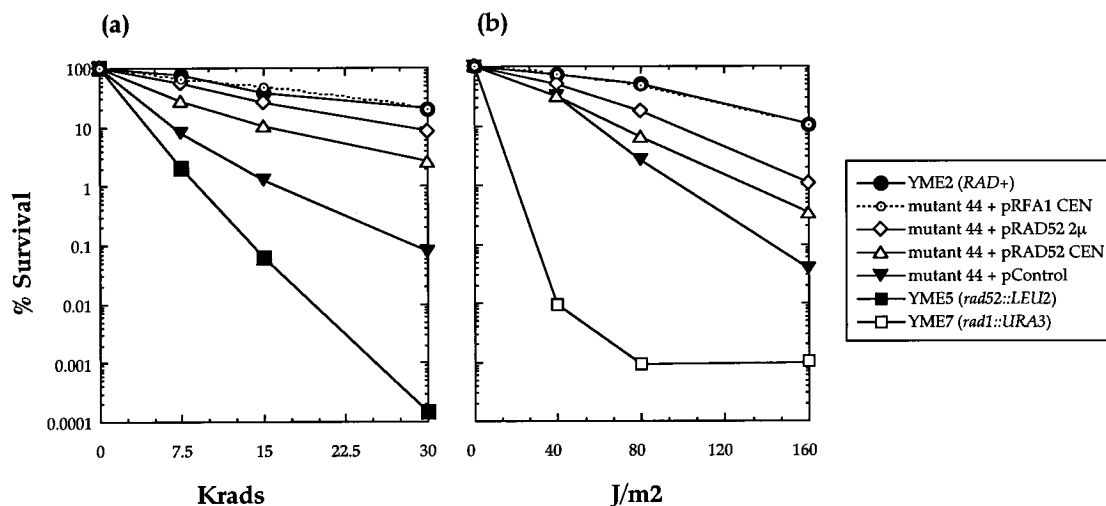 (a)
(b)
% Survival
100
10
1
0.1
0.01
0.001
0.0001
0
7.5
15
22.5
30
Krads
0
40
80
120
160
J/m2
YME2 (RAD+)
mutant 44 + pRFA1 CEN
mutant 44 + pRAD52 2μ
mutant 44 + pRAD52 CEN
mutant 44 + pControl
YME5 (rad52::LEU2)
YME7 (rad1::URA3)